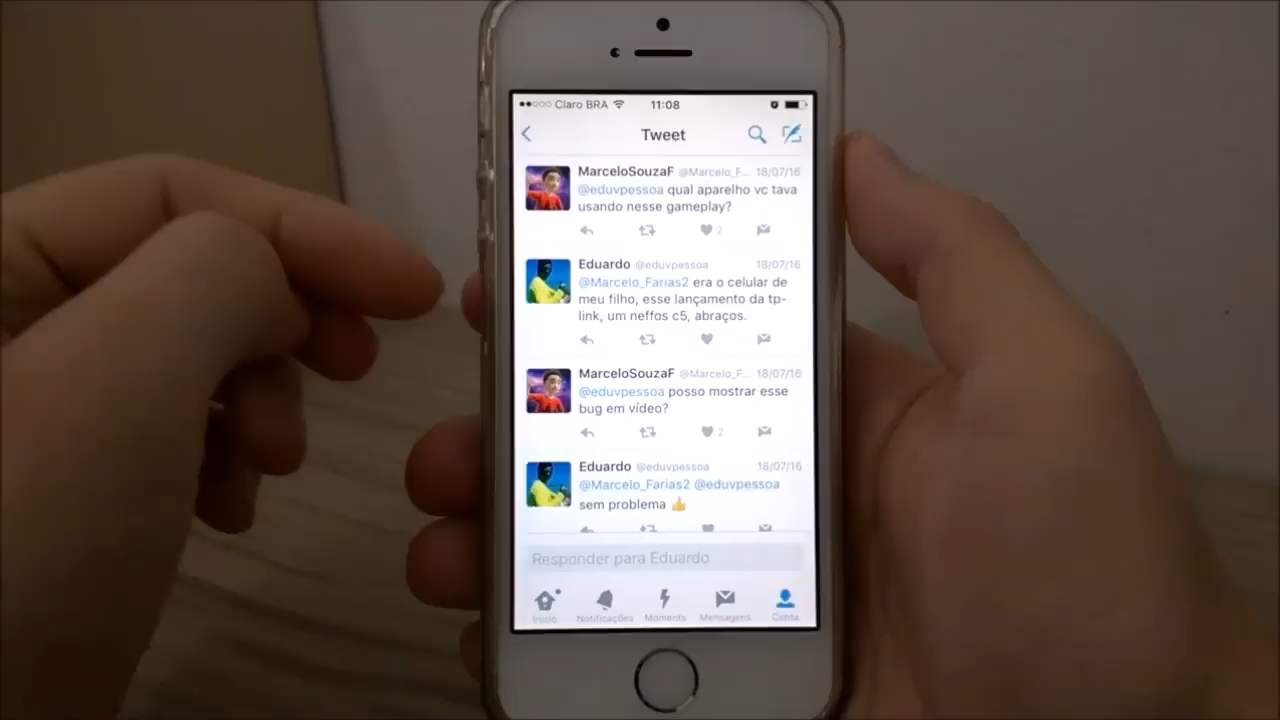 Claro BRA 11:08
Tweet
MarceloSouzaF @Marcelo_F... 18/07/16
@eduvpessoa qual aparelho vc tava
usando nesse gameplay?
2
Eduardo @eduvpessoa 18/07/16
@Marcelo_Farias2 era o celular de
meu filho, esse lançamento da tp-
link, um neffos c5, abraços.
MarceloSouzaF @Marcelo_F... 18/07/16
@eduvpessoa posso mostrar esse
bug em vídeo?
2
Eduardo @eduvpessoa 18/07/16
@Marcelo_Farias2 @eduvpessoa
sem problema 👍
Responder para Eduardo
Início Notificações Moments Mensagens Conta